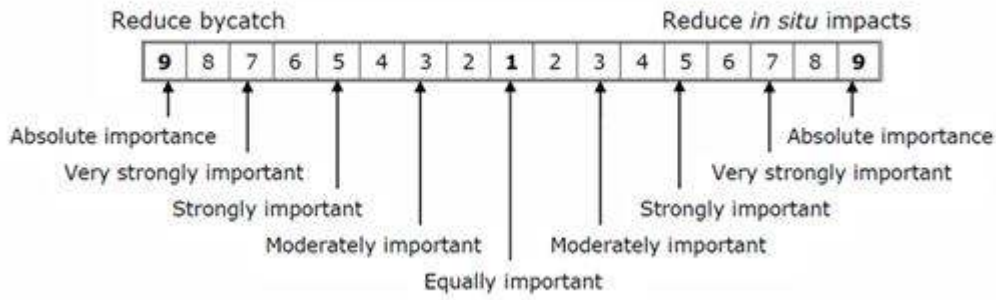 Reduce bycatch Reduce in situ impacts
9 8 7 6 5 4 3 2 1 2 3 4 5 6 7 8 9
Absolute importance Absolute importance
Very strongly important Very strongly important
Strongly important Strongly important
Moderately important Moderately important
Equally important